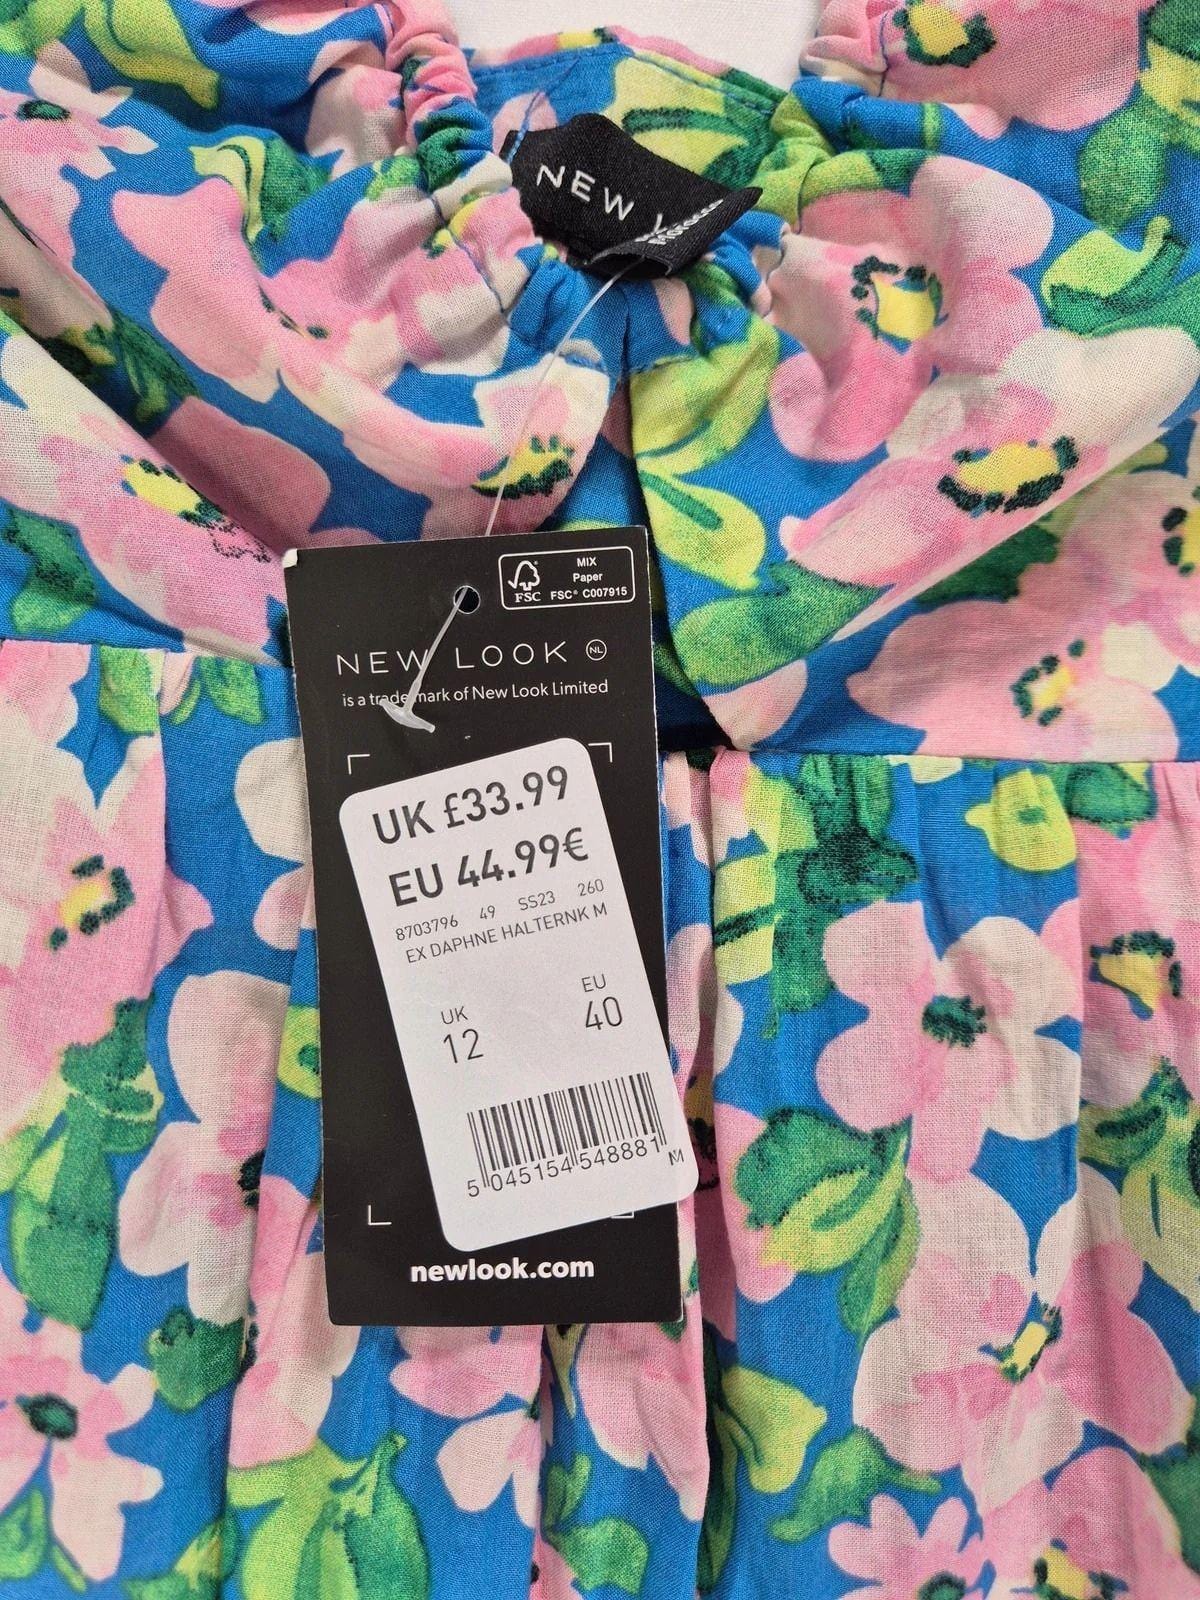 NEW
Morocco
MIX
Paper
FSC FSC® C007915
NEW LOOK NL
is a trademark of New Look Limited
UK £33.99
EU 44.99€
8703796 49 SS23 260
EX DAPHNE HALTERNK M
UK EU
12 40
5 045154 548881 M
newlook.com